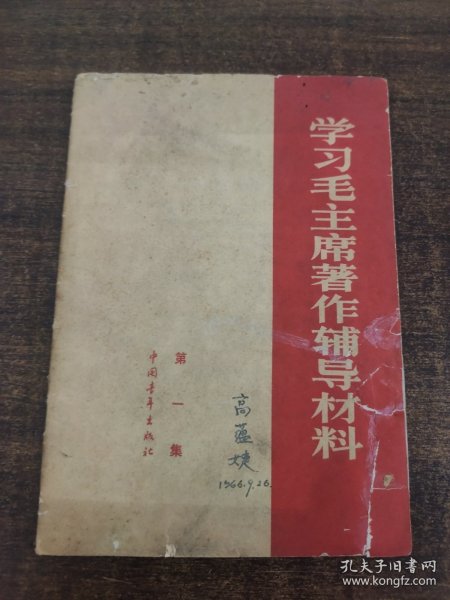 学习毛主席著作辅导材料
第一集
中国青年出版社
高蕴婕
1966.9.26.
孔夫子旧书网
www.kongfz.com